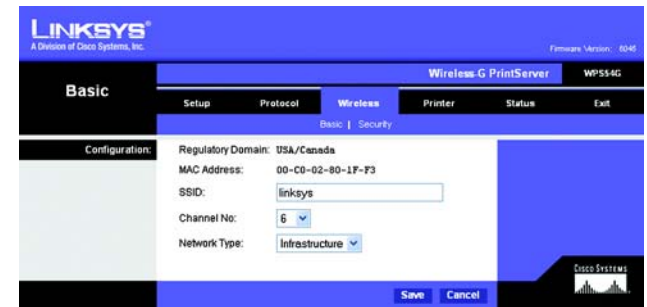 LINKSYS®
A Division of Cisco Systems, Inc.
Firmware Version: 6046
Wireless-G PrintServer WPS54G
Basic
Setup Protocol Wireless Printer Status Exit
Basic | Security
Configuration:
Regulatory Domain: USA/Canada
MAC Address: 00-C0-02-80-1F-F3
SSID: linksys
Channel No: 6
Network Type: Infrastructure
Save Cancel
CISCO SYSTEMS